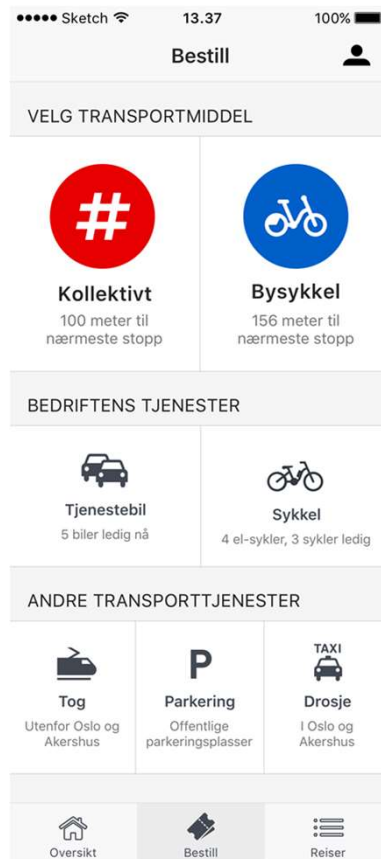 Sketch 13.37 100%
Bestill
VELG TRANSPORTMIDDEL
#
Kollektivt
100 meter til
nærmeste stopp
Bysykkel
156 meter til
nærmeste stopp
BEDRIFTENS TJENESTER
Tjenestebil
5 biler ledig nå
Sykkel
4 el-sykler, 3 sykler ledig
ANDRE TRANSPORTTJENESTER
Tog
Utenfor Oslo og
Akershus
P
Parkering
Offentlige
parkeringsplasser
TAXI
Drosje
I Oslo og
Akershus
Oversikt
Bestill
Reiser